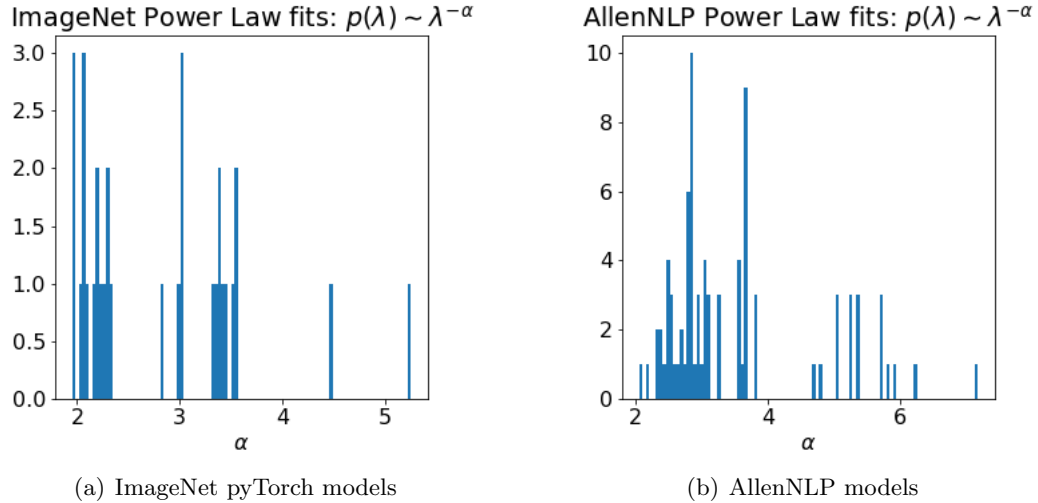 ImageNet Power Law fits: p(λ) ~ λ^{-α}
3.0
2.5
2.0
1.5
1.0
0.5
0.0
2 3 4 5
α
(a) ImageNet pyTorch models
AllenNLP Power Law fits: p(λ) ~ λ^{-α}
10
8
6
4
2
0
2 4 6
α
(b) AllenNLP models